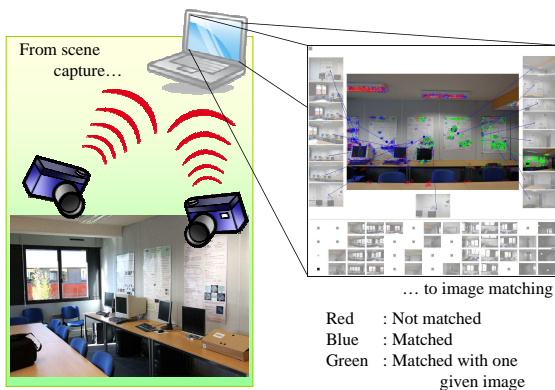 From scene
capture…
… to image matching
Red : Not matched
Blue : Matched
Green : Matched with one
given image